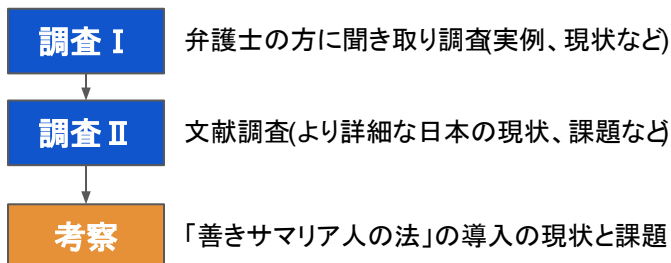 調査Ⅰ 弁護士の方に聞き取り調査(実例、現状など)
調査Ⅱ 文献調査(より詳細な日本の現状、課題など)
考察 「善きサマリア人の法」の導入の現状と課題